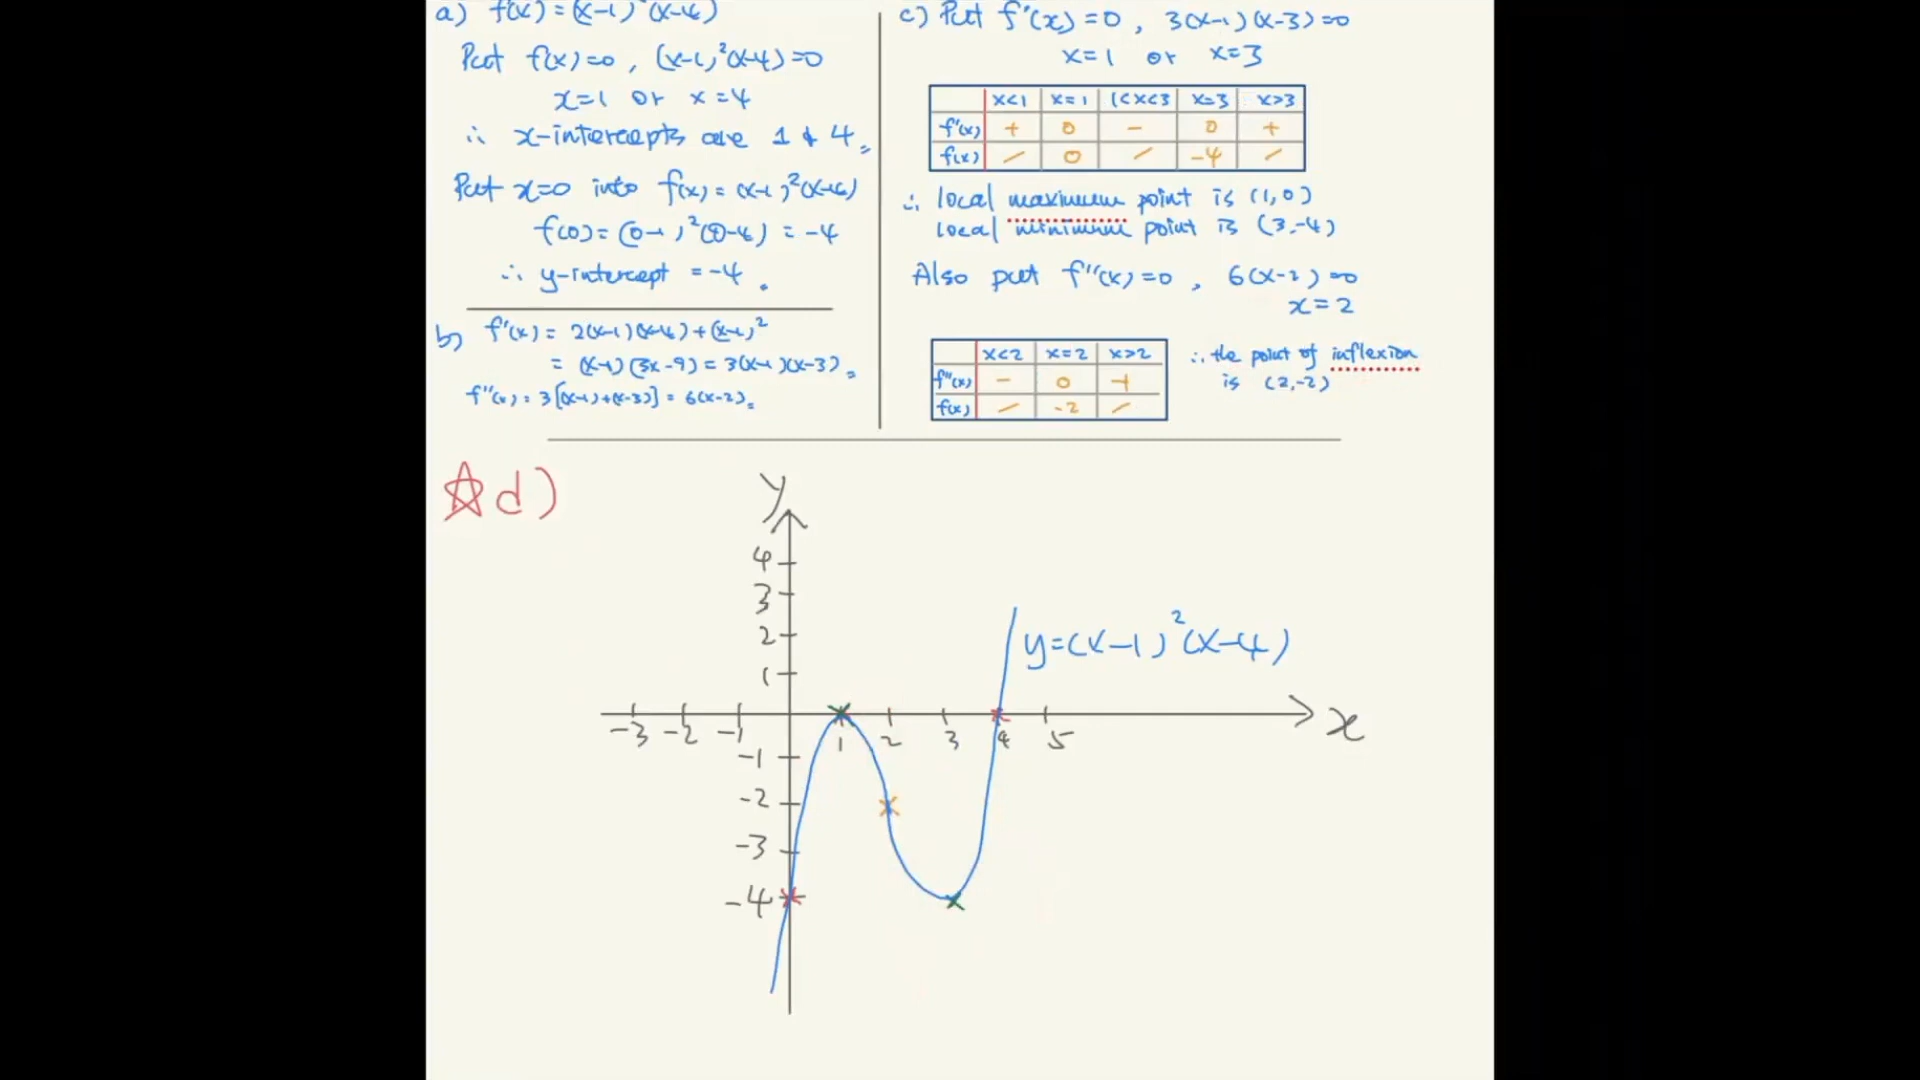 a) f(x) = (x-1)²(x-4)
Put f(x)=0 , (x-1)²(x-4)=0
x=1 or x=4
∴ x-intercepts are 1 & 4.
Put x=0 into f(x) = (x-1)²(x-4)
f(0) = (0-1)²(0-4) = -4
∴ y-intercept = -4.
b) f'(x) = 2(x-1)(x-4)+(x-1)²
= (x-1)(3x-9) = 3(x-1)(x-3).
f''(x) = 3[(x-1)+(x-3)] = 6(x-2).
c) Put f'(x)=0 , 3(x-1)(x-3)=0
x=1 or x=3
x<1 x=1 1<x<3 x=3 x>3
f'(x) + 0 - 0 +
f(x) / 0 / -4 /
∴ local maximum point is (1,0)
local minimum point is (3,-4)
Also put f''(x)=0 , 6(x-2)=0
x=2
x<2 x=2 x>2
f''(x) - 0 +
f(x) / -2 /
∴ the point of inflexion
is (2,-2)
☆ d)
y
4
3
2
1
y=(x-1)²(x-4)
-3 -2 -1 1 2 3 4 5 x
-1
-2
-3
-4